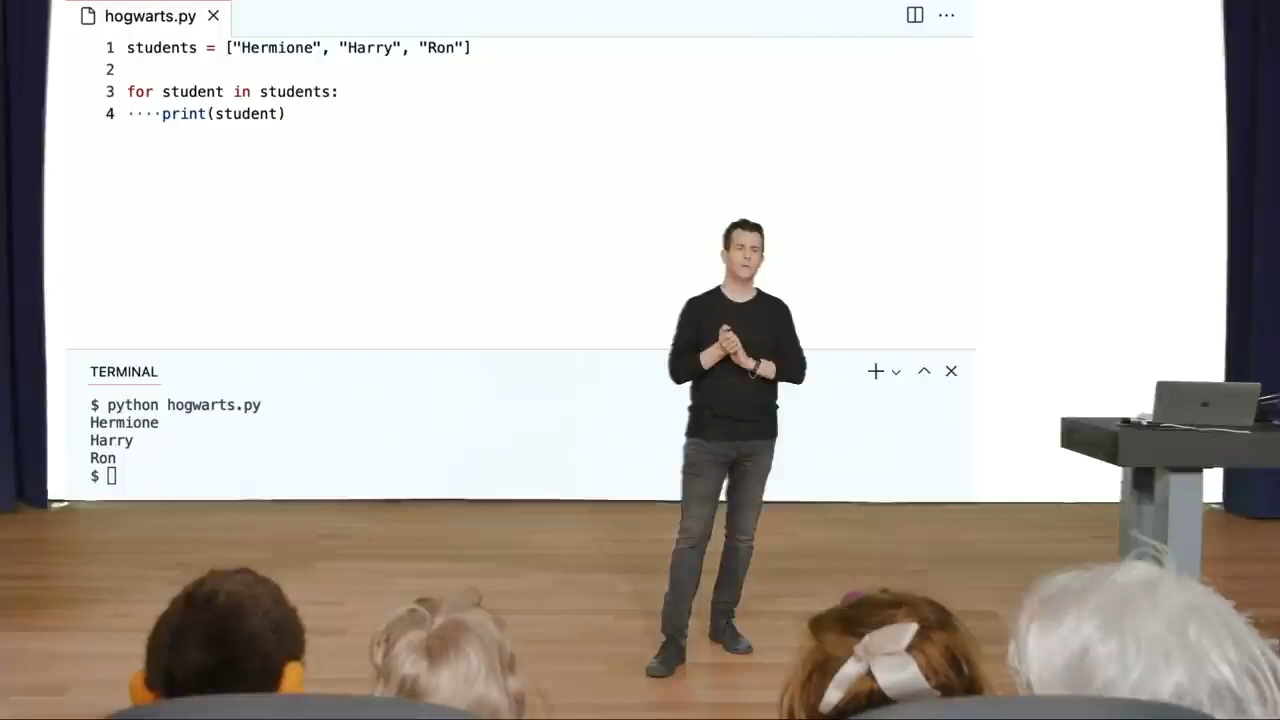 hogwarts.py
1 students = ["Hermione", "Harry", "Ron"]
2
3 for student in students:
4 ····print(student)
TERMINAL
$ python hogwarts.py
Hermione
Harry
Ron
$